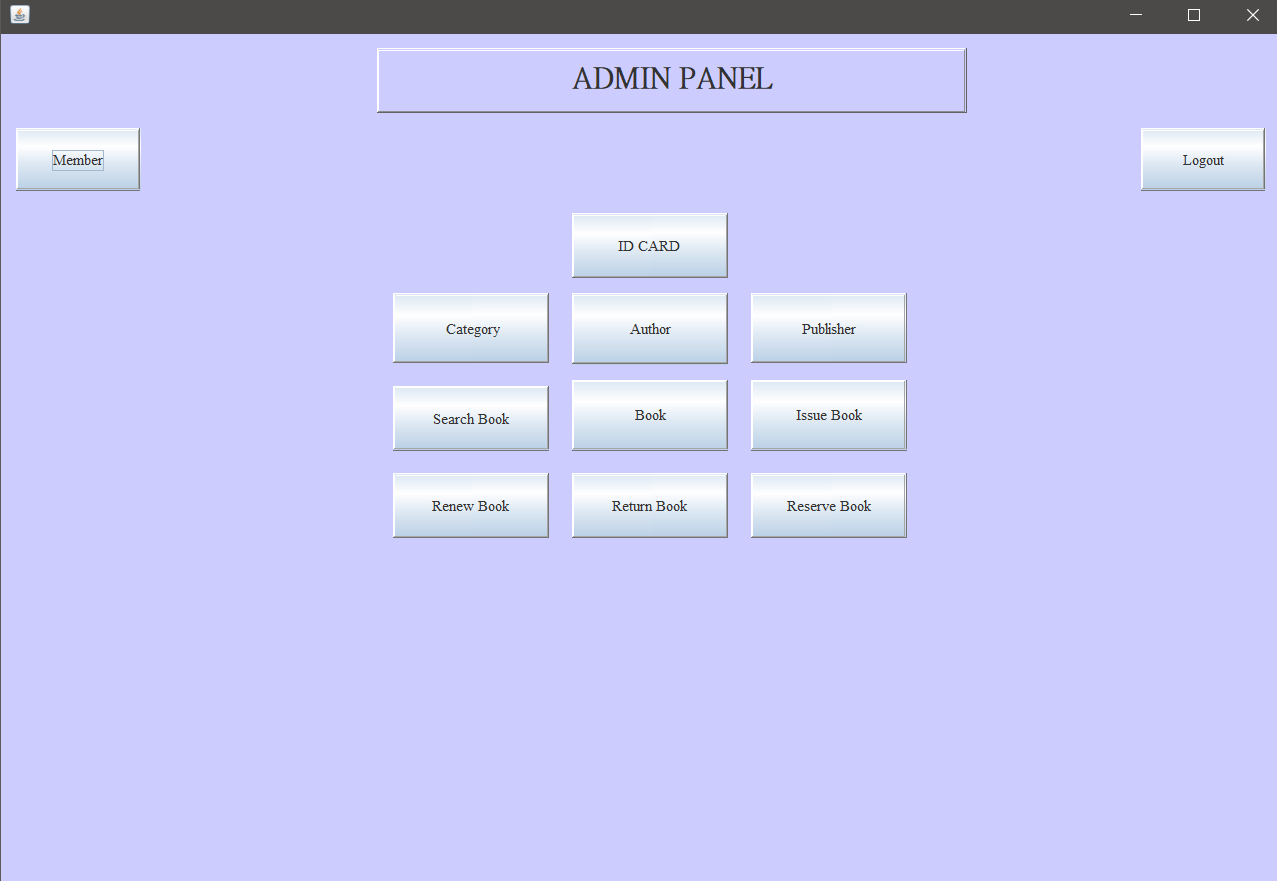 ADMIN PANEL
Member
Logout
ID CARD
Category
Author
Publisher
Search Book
Book
Issue Book
Renew Book
Return Book
Reserve Book